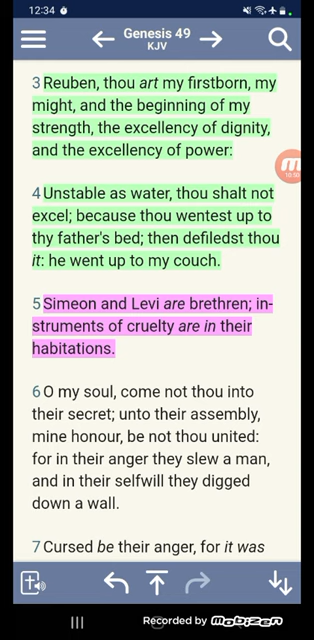 12:34
Genesis 49
KJV
3 Reuben, thou art my firstborn, my
might, and the beginning of my
strength, the excellency of dignity,
and the excellency of power:
4 Unstable as water, thou shalt not
excel; because thou wentest up to
thy father's bed; then defiledst thou
it: he went up to my couch.
5 Simeon and Levi are brethren; in-
struments of cruelty are in their
habitations.
6 O my soul, come not thou into
their secret; unto their assembly,
mine honour, be not thou united:
for in their anger they slew a man,
and in their selfwill they digged
down a wall.
7 Cursed be their anger, for it was
Recorded by mobizen